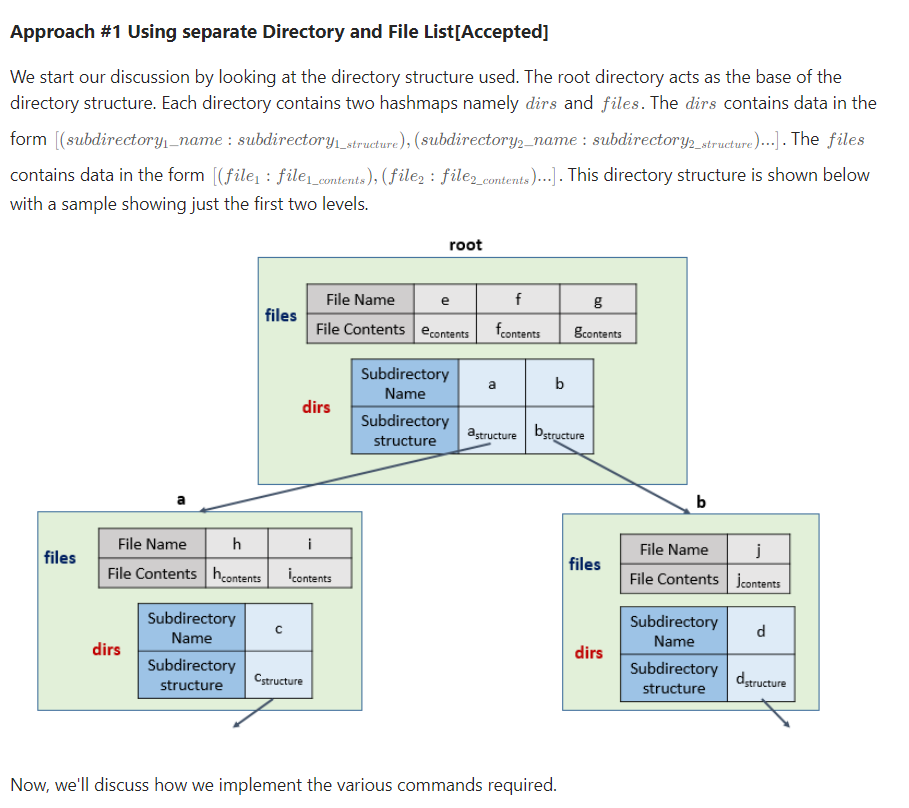 Approach #1 Using separate Directory and File List[Accepted]
We start our discussion by looking at the directory structure used. The root directory acts as the base of the
directory structure. Each directory contains two hashmaps namely dirs and files. The dirs contains data in the
form [(subdirectory₁_name : subdirectory₁_structure), (subdirectory₂_name : subdirectory₂_structure)...]. The files
contains data in the form [(file₁ : file₁_contents), (file₂ : file₂_contents)...]. This directory structure is shown below
with a sample showing just the first two levels.
root
files
File Name e f g
File Contents econtents fcontents gcontents
dirs
Subdirectory
Name
a b
Subdirectory
structure
astructure bstructure
a
files
File Name h i
File Contents hcontents icontents
dirs
Subdirectory
Name
c
Subdirectory
structure
cstructure
b
files
File Name j
File Contents jcontents
dirs
Subdirectory
Name
d
Subdirectory
structure
dstructure
Now, we'll discuss how we implement the various commands required.